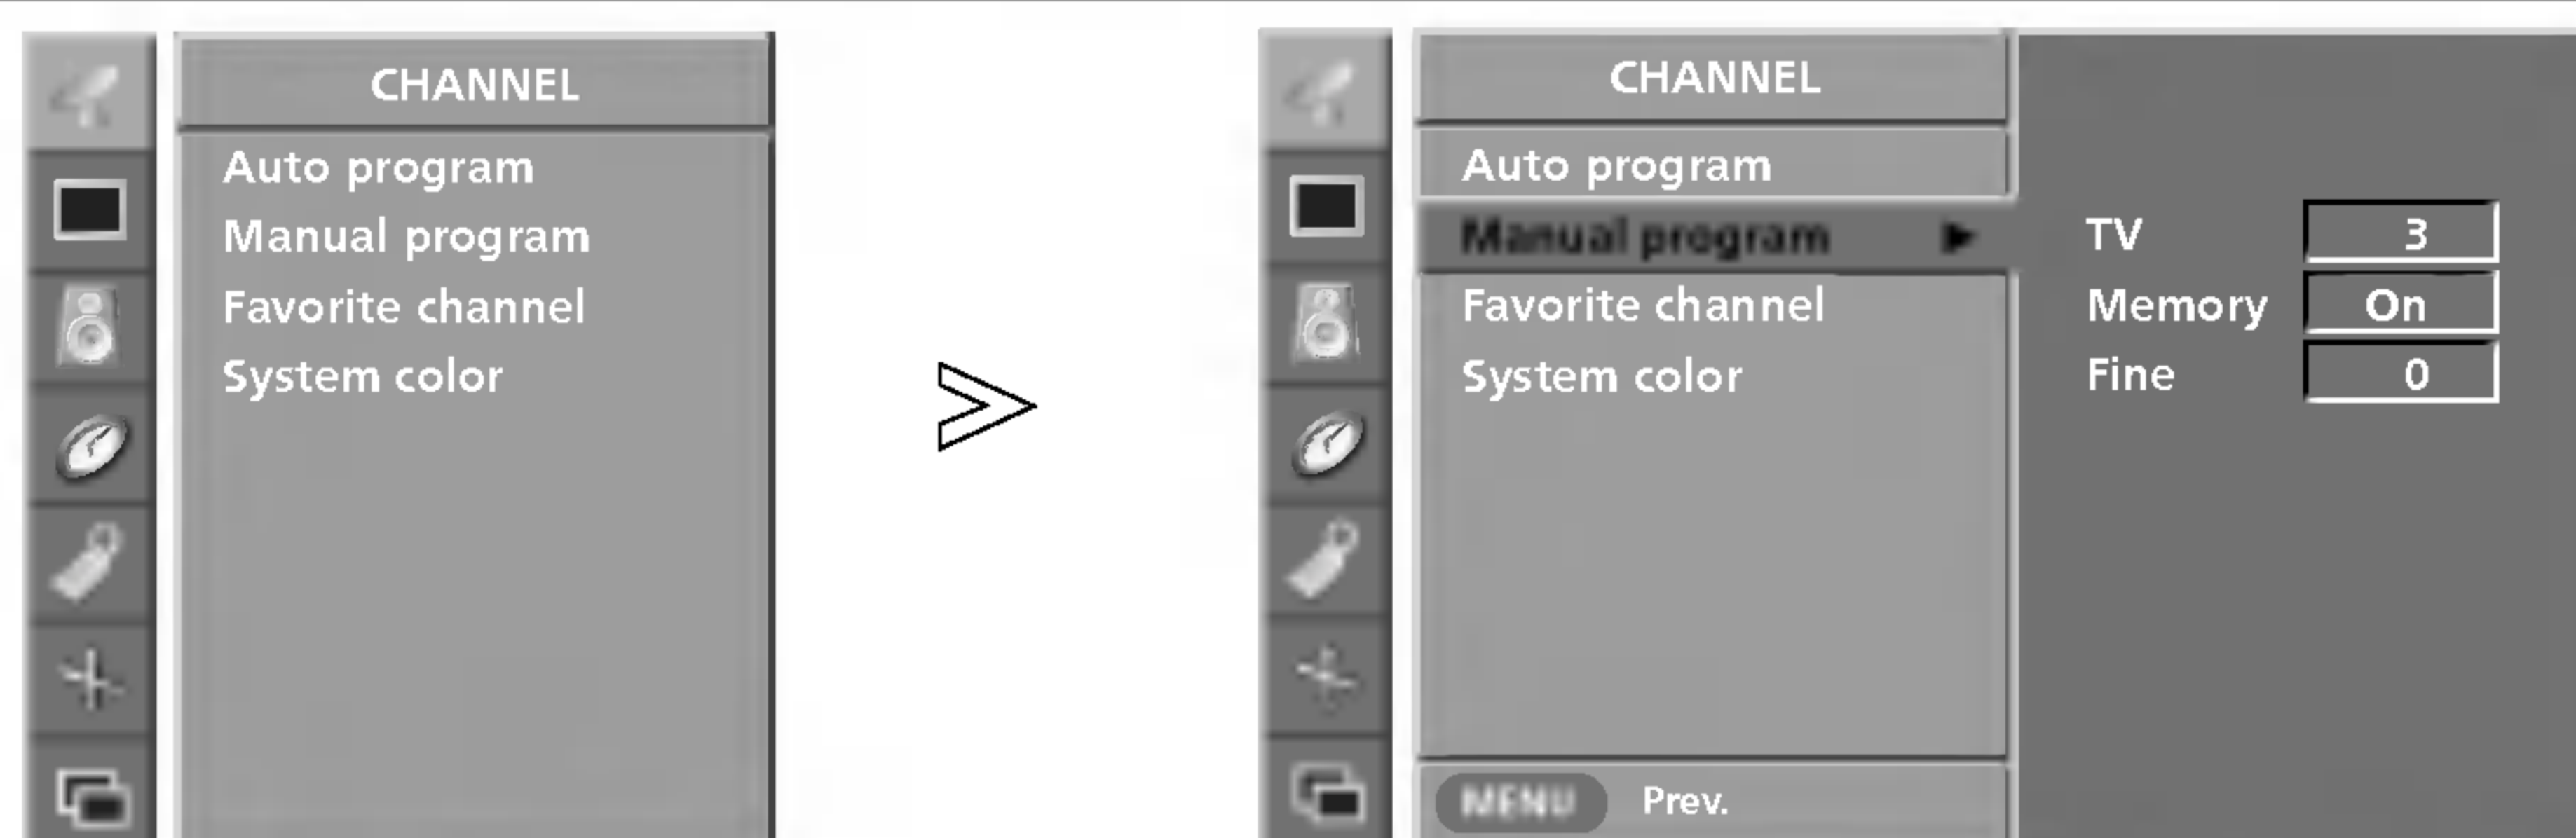 CHANNEL
Auto program
Manual program
Favorite channel
System color
CHANNEL
Auto program
Manual program
Favorite channel
System color
TV 3
Memory On
Fine 0
MENU Prev.